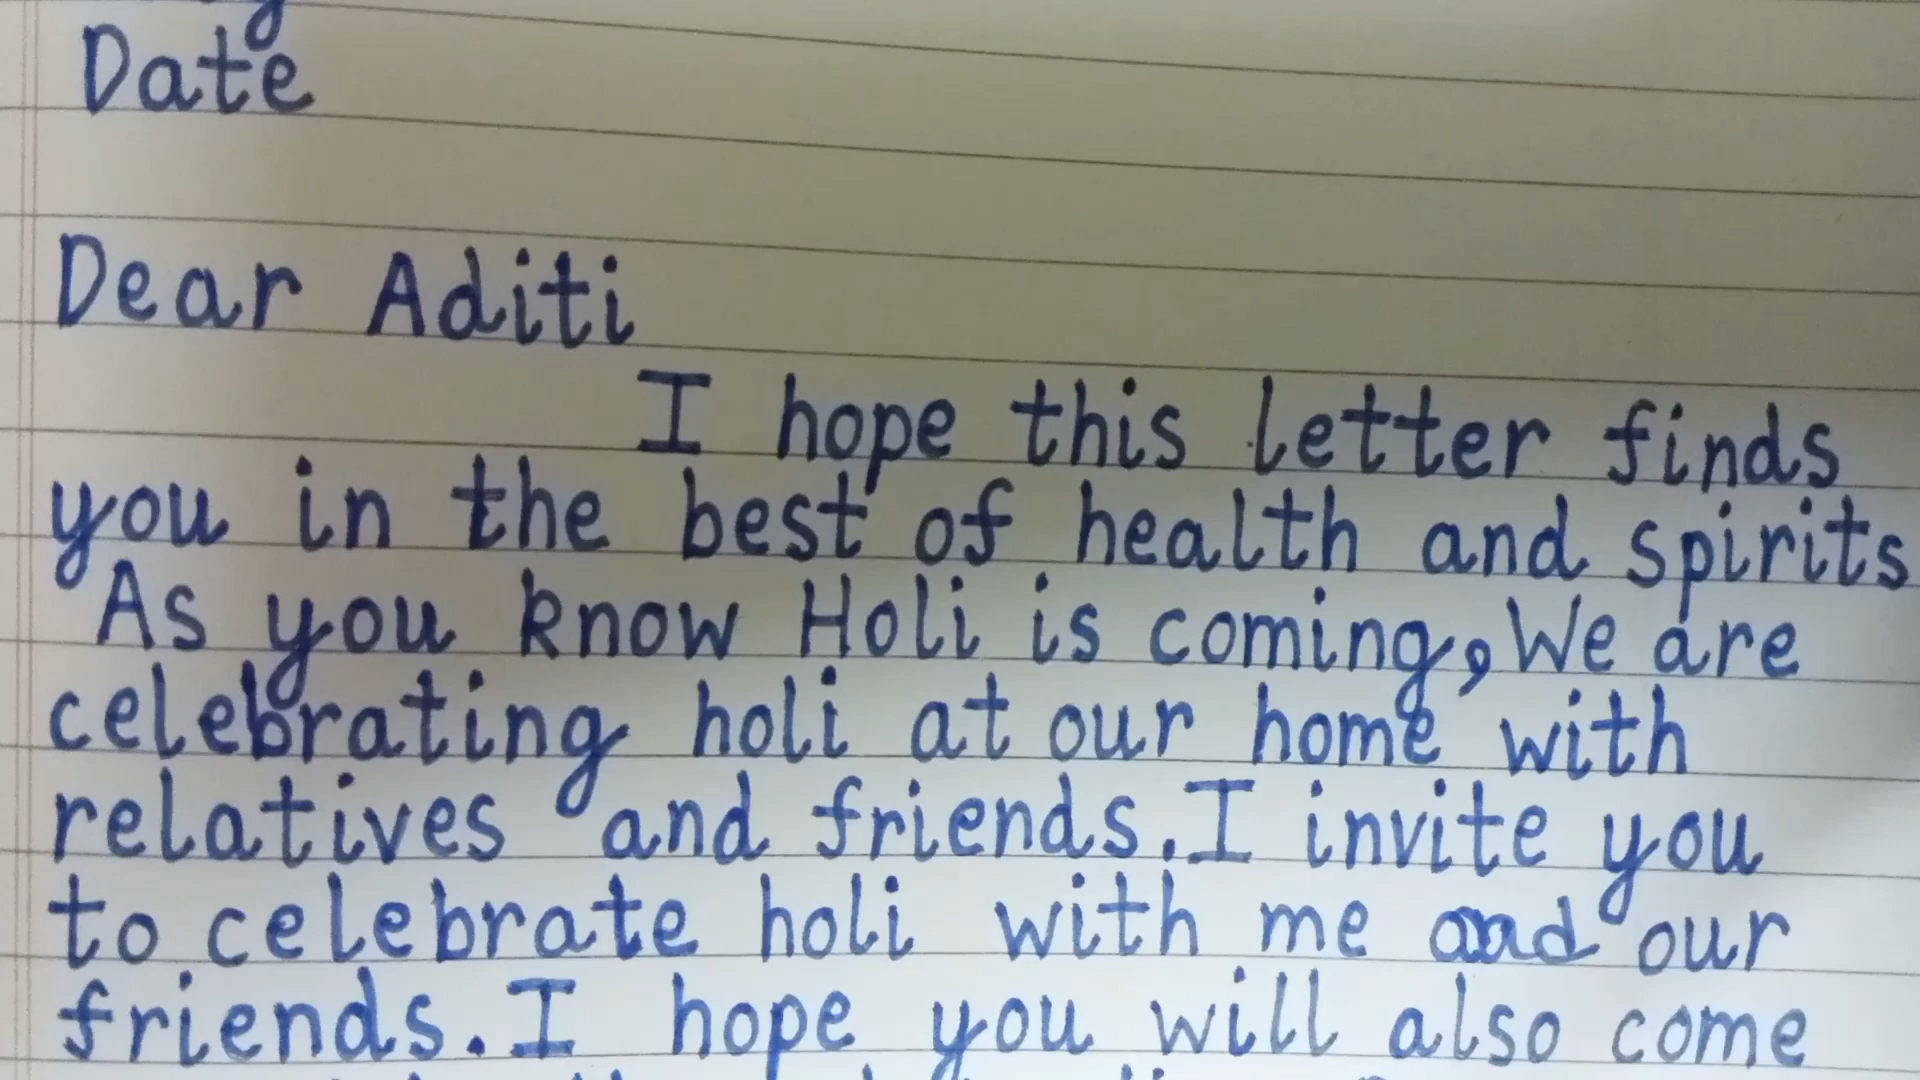 Date
Dear Aditi
I hope this letter finds
you in the best of health and spirits
As you know Holi is coming, We are
celebrating holi at our home with
relatives and friends. I invite you
to celebrate holi with me and our
friends. I hope you will also come